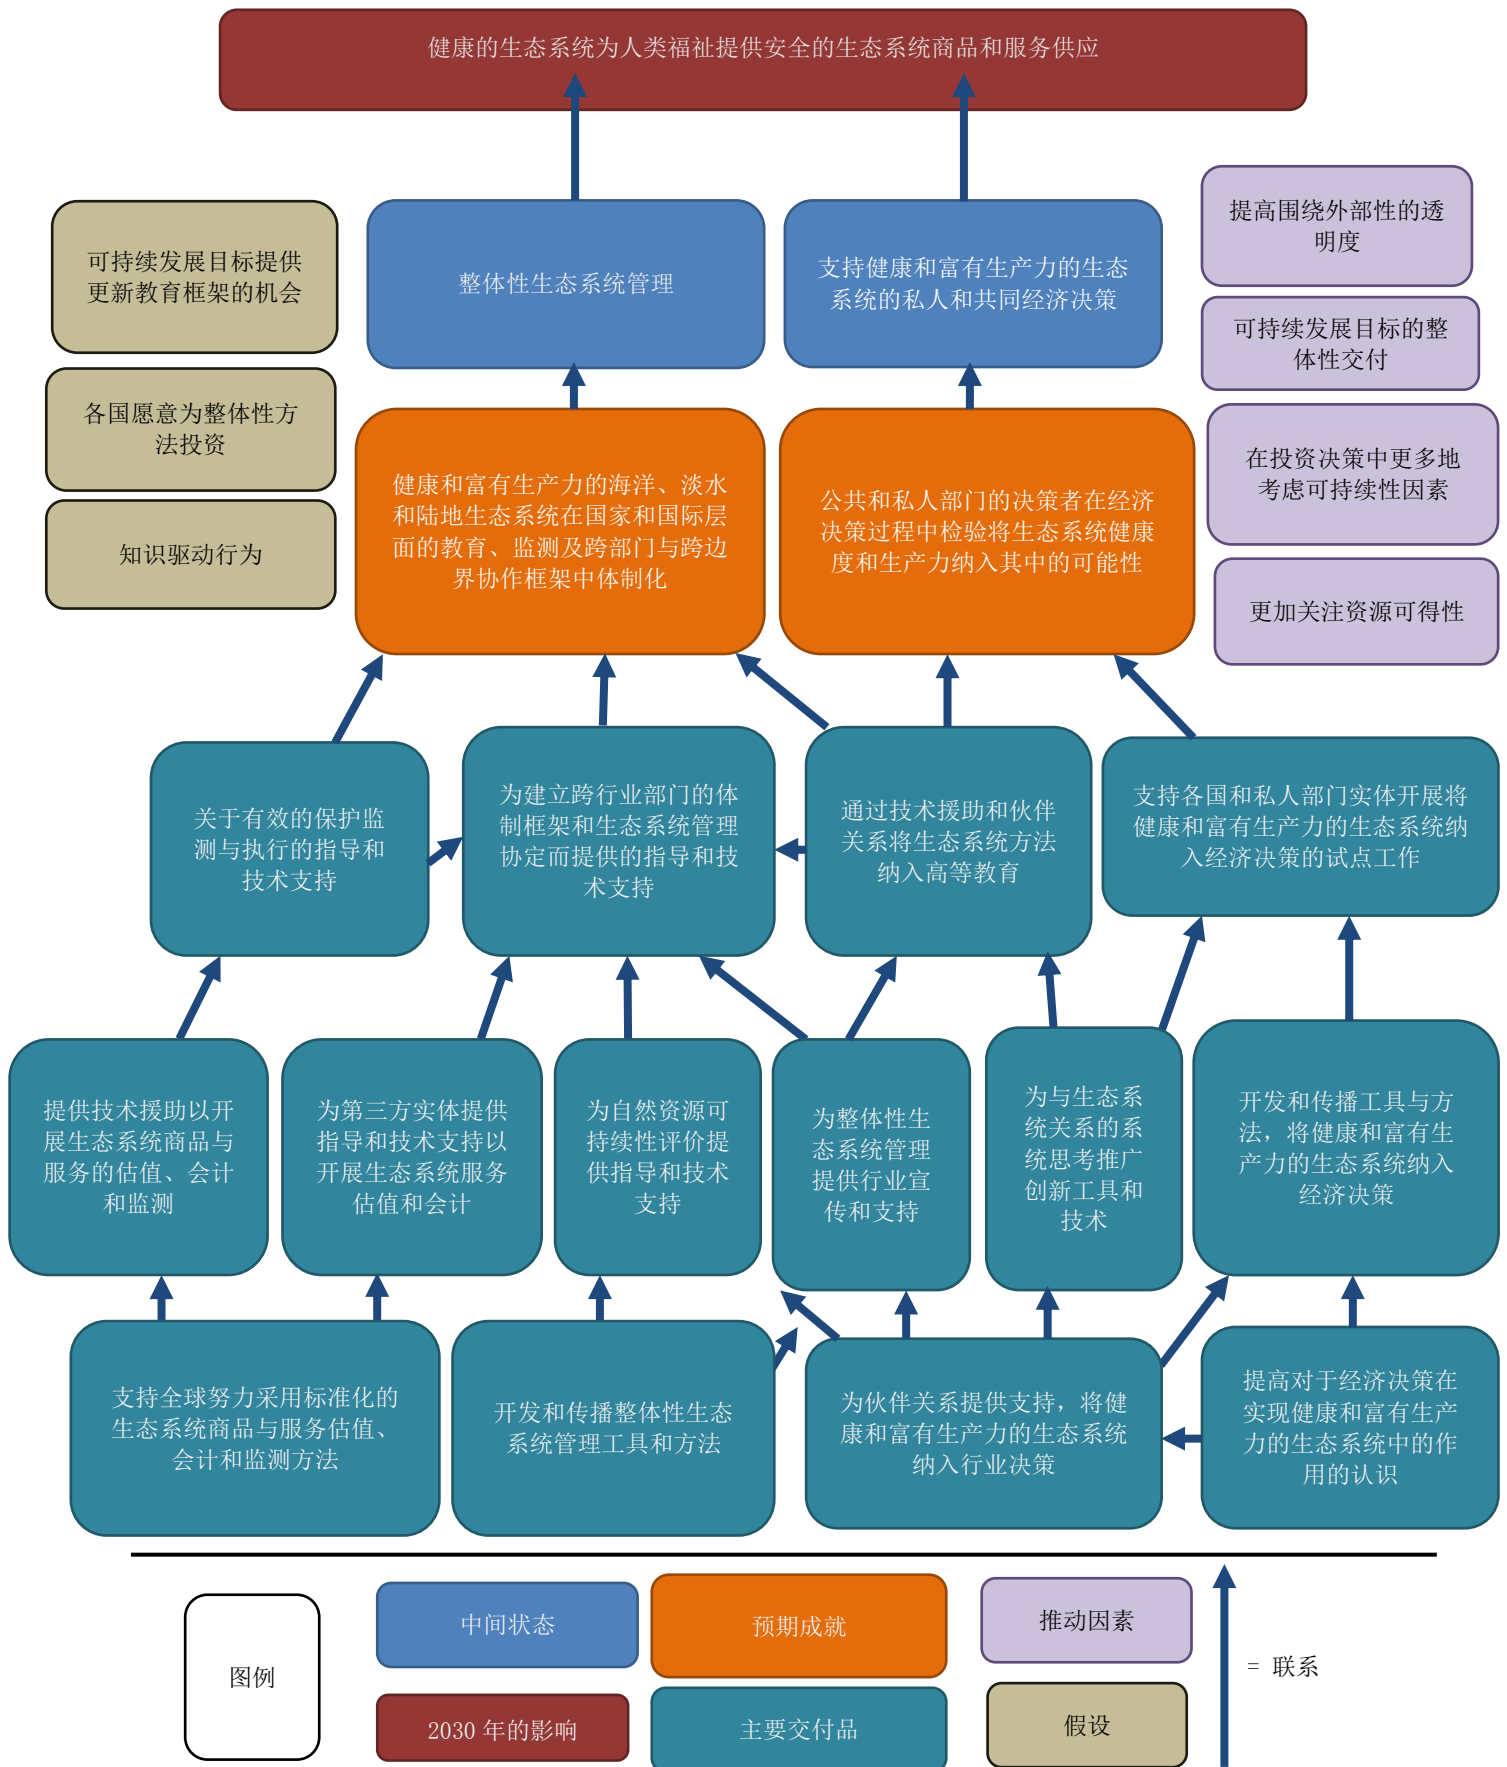 健康的生态系统为人类福祉提供安全的生态系统商品和服务供应
可持续发展目标提供
更新教育框架的机会
各国愿意为整体性方
法投资
知识驱动行为
整体性生态系统管理
支持健康和富有生产力的生态
系统的私人和共同经济决策
提高围绕外部性的透
明度
可持续发展目标的整
体性交付
在投资决策中更多地
考虑可持续性因素
更加关注资源可得性
健康和富有生产力的海洋、淡水
和陆地生态系统在国家和国际层
面的教育、监测及跨部门与跨边
界协作框架中体制化
公共和私人部门的决策者在经济
决策过程中检验将生态系统健康
度和生产力纳入其中的可能性
关于有效的保护监
测与执行的指导和
技术支持
为建立跨行业部门的体
制框架和生态系统管理
协定而提供的指导和技
术支持
通过技术援助和伙伴
关系将生态系统方法
纳入高等教育
支持各国和私人部门实体开展将
健康和富有生产力的生态系统纳
入经济决策的试点工作
提供技术援助以开
展生态系统商品与
服务的估值、会计
和监测
为第三方实体提供
指导和技术支持以
开展生态系统服务
估值和会计
为自然资源可
持续性评价提
供指导和技术
支持
为整体性生
态系统管理
提供行业宣
传和支持
为与生态系
统关系的系
统思考推广
创新工具和
技术
开发和传播工具与方
法，将健康和富有生
产力的生态系统纳入
经济决策
支持全球努力采用标准化的
生态系统商品与服务估值、
会计和监测方法
开发和传播整体性生态
系统管理工具和方法
为伙伴关系提供支持，将健
康和富有生产力的生态系统
纳入行业决策
提高对于经济决策在
实现健康和富有生产
力的生态系统中的作
用的认识
图例
中间状态
预期成就
推动因素
= 联系
2030 年的影响
主要交付品
假设